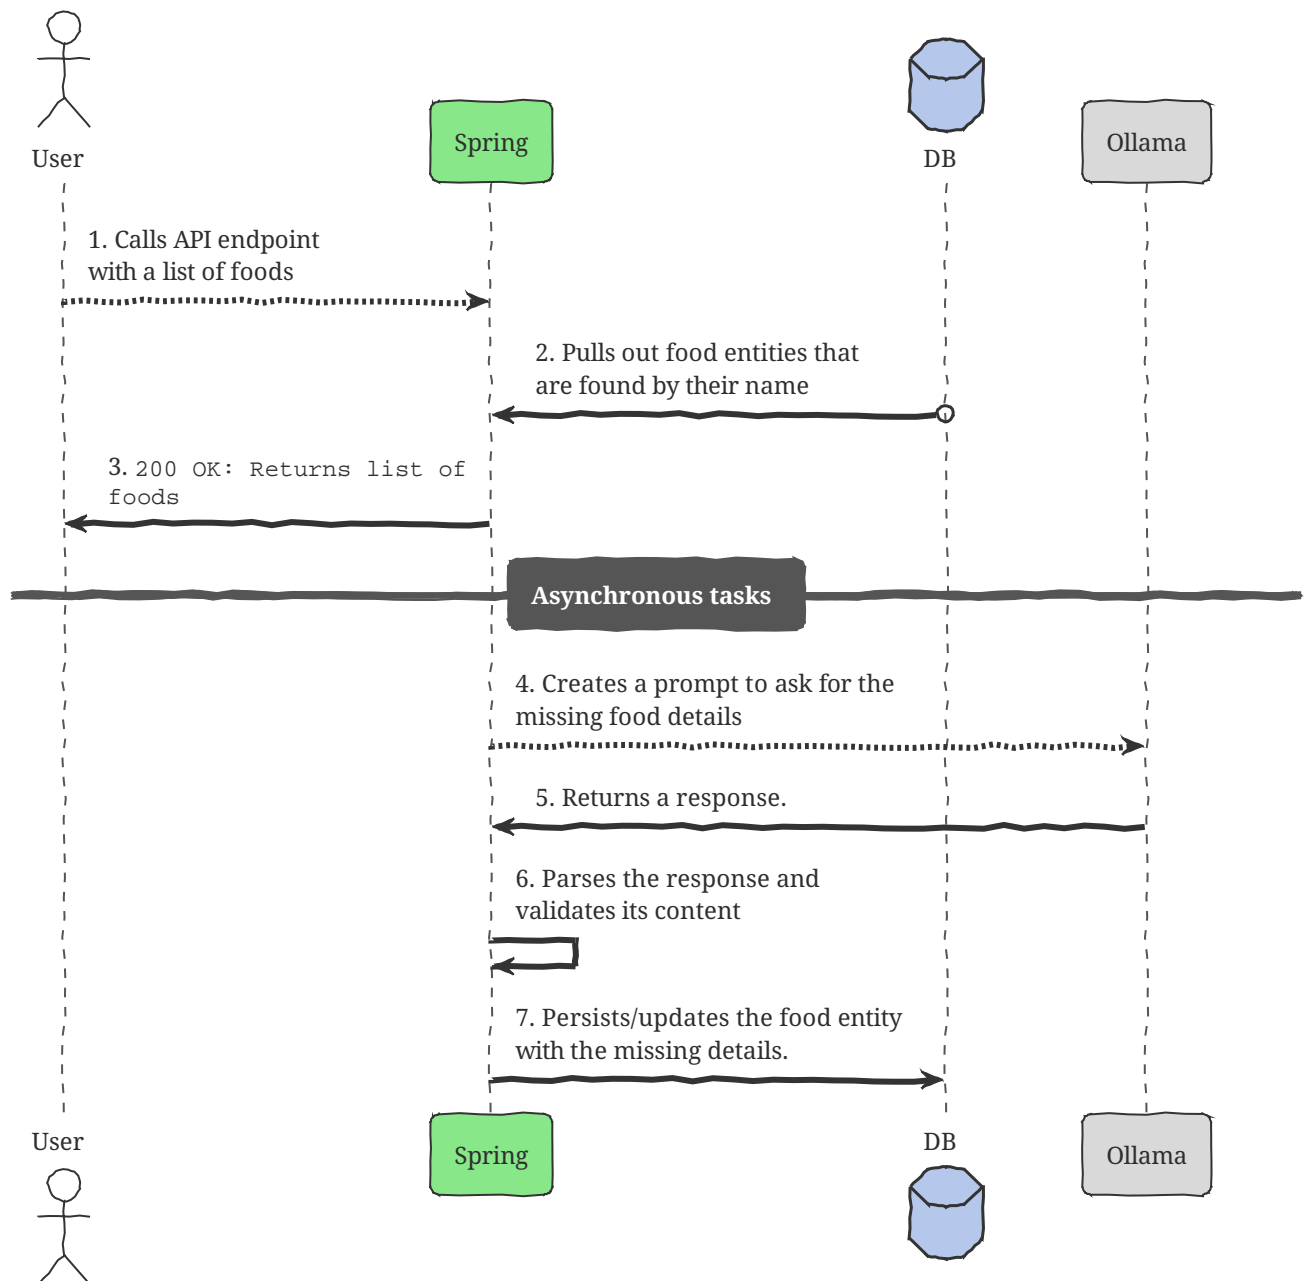 User
Spring
DB
Ollama
1. Calls API endpoint
with a list of foods
2. Pulls out food entities that
are found by their name
3. 200 OK: Returns list of
foods
Asynchronous tasks
4. Creates a prompt to ask for the
missing food details
5. Returns a response.
6. Parses the response and
validates its content
7. Persists/updates the food entity
with the missing details.
User
Spring
DB
Ollama